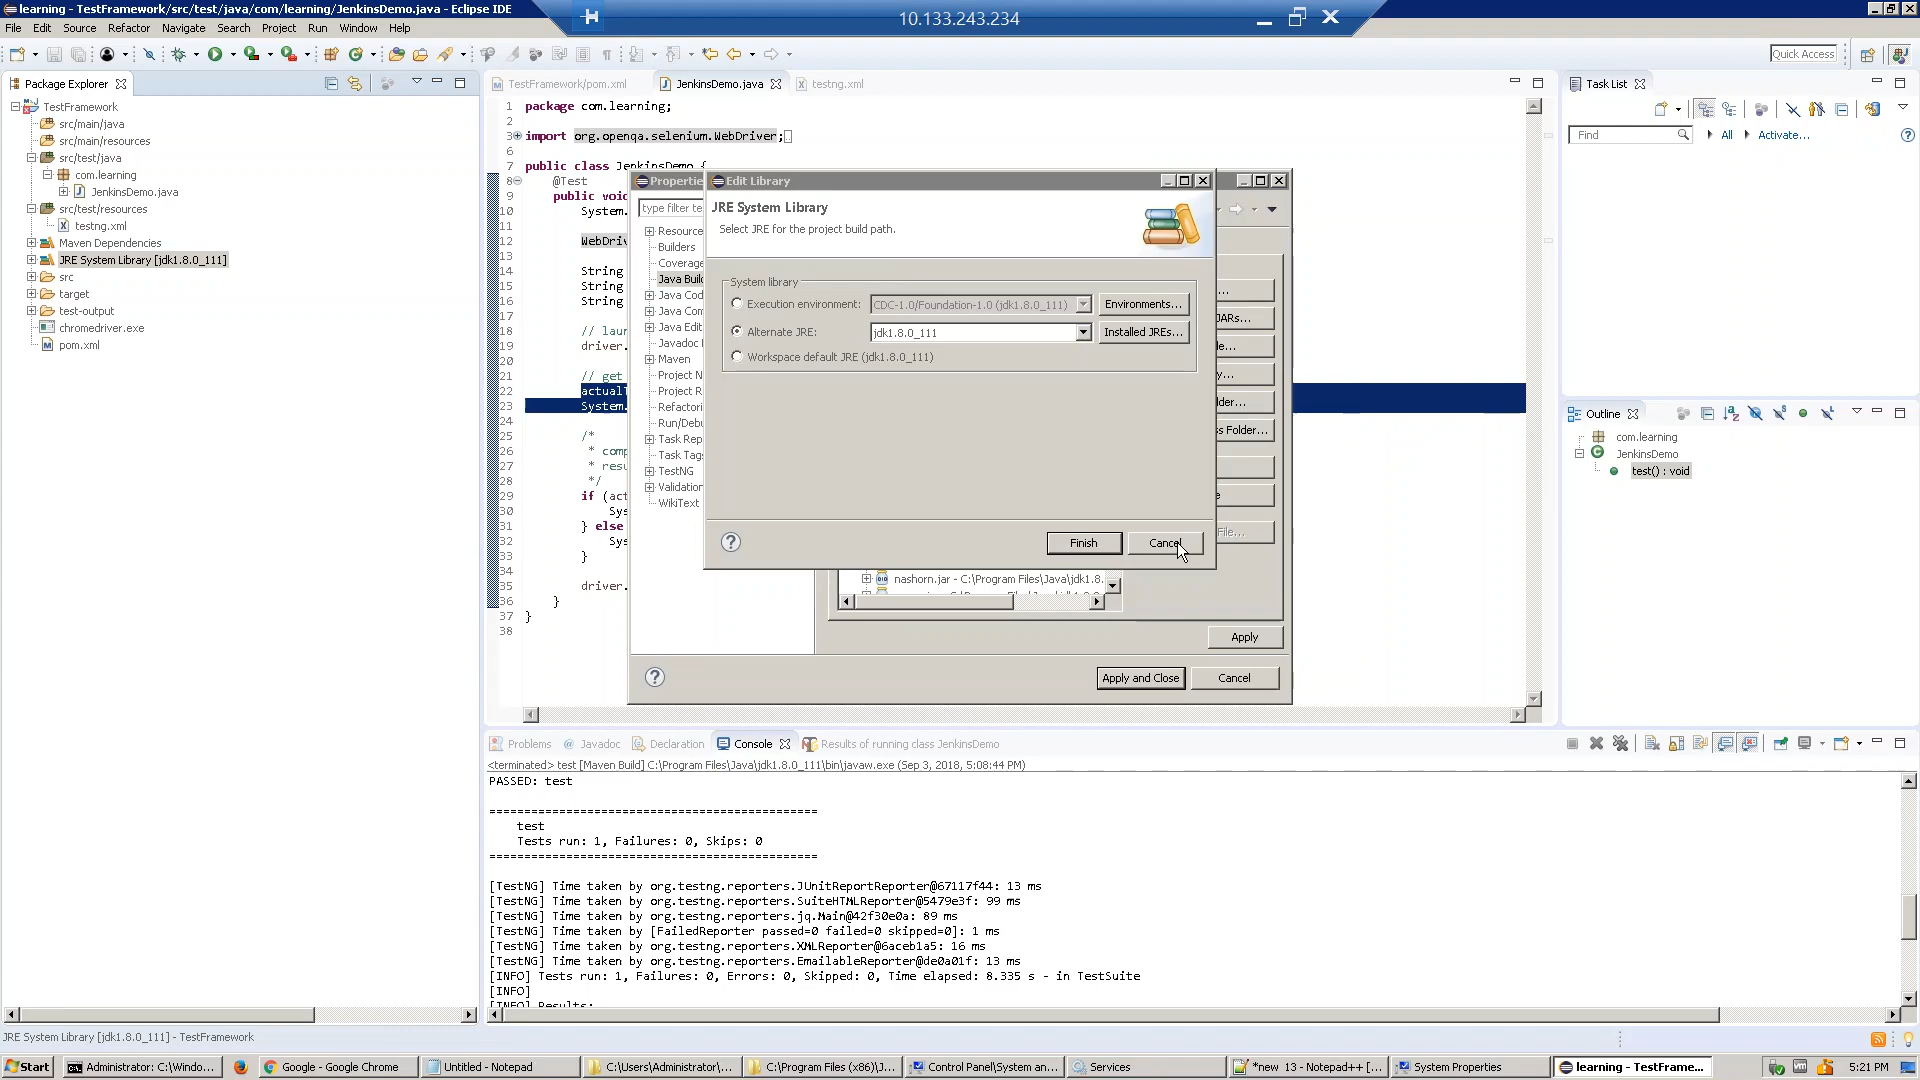 learning - TestFramework/src/test/java/com/learning/JenkinsDemo.java - Eclipse IDE
10.133.243.234
File Edit Source Refactor Navigate Search Project Run Window Help
Quick Access
Package Explorer
TestFramework
src/main/java
src/main/resources
src/test/java
com.learning
JenkinsDemo.java
src/test/resources
testng.xml
Maven Dependencies
JRE System Library [jdk1.8.0_111]
src
target
test-output
chromedriver.exe
pom.xml
TestFramework/pom.xml JenkinsDemo.java testng.xml
1 package com.learning;
2
3 import org.openqa.selenium.WebDriver;
6
7 public class JenkinsDemo {
8 @Test
9 public void
10 System.
11
12 WebDriv
13
14 String
15 String
16 String
17
18 // laun
19 driver.
20
21 // get
22 actualT
23 System.
24
25 /*
26 * comp
27 * resu
28 */
29 if (act
30 Sys
31 } else
32 Sys
33 }
34
35 driver.
36 }
37 }
38
Propertie
type filter te
Resource
Builders
Coverage
Java Buil
Java Cod
Java Com
Java Edit
Javadoc
Maven
Project N
Project R
Refactori
Run/Debu
Task Rep
Task Tags
TestNG
Validation
WikiText
Edit Library
JRE System Library
Select JRE for the project build path.
System library
Execution environment: CDC-1.0/Foundation-1.0 (jdk1.8.0_111) Environments...
Alternate JRE: jdk1.8.0_111 Installed JREs...
Workspace default JRE (jdk1.8.0_111)
Finish Cancel
...
JARs...
le...
y...
lder...
s Folder...
e
File...
nashorn.jar - C:\Program Files\Java\jdk1.8.
Apply
Apply and Close Cancel
Task List
Find All Activate...
Outline
com.learning
JenkinsDemo
test() : void
Problems Javadoc Declaration Console Results of running class JenkinsDemo
<terminated> test [Maven Build] C:\Program Files\Java\jdk1.8.0_111\bin\javaw.exe (Sep 3, 2018, 5:08:44 PM)
PASSED: test
===============================================
test
Tests run: 1, Failures: 0, Skips: 0
===============================================
[TestNG] Time taken by org.testng.reporters.JUnitReportReporter@67117f44: 13 ms
[TestNG] Time taken by org.testng.reporters.SuiteHTMLReporter@5479e3f: 99 ms
[TestNG] Time taken by org.testng.reporters.jq.Main@42f30e0a: 89 ms
[TestNG] Time taken by [FailedReporter passed=0 failed=0 skipped=0]: 1 ms
[TestNG] Time taken by org.testng.reporters.XMLReporter@6aceb1a5: 16 ms
[TestNG] Time taken by org.testng.reporters.EmailableReporter@de0a01f: 13 ms
[INFO] Tests run: 1, Failures: 0, Errors: 0, Skipped: 0, Time elapsed: 8.335 s - in TestSuite
[INFO]
[INFO] Results:
JRE System Library [jdk1.8.0_111] - TestFramework
Start Administrator: C:\Windo... Google - Google Chrome Untitled - Notepad C:\Users\Administrator\... C:\Program Files (x86)\J... Control Panel\System an... Services *new 13 - Notepad++ [... System Properties learning - TestFrame... 5:21 PM